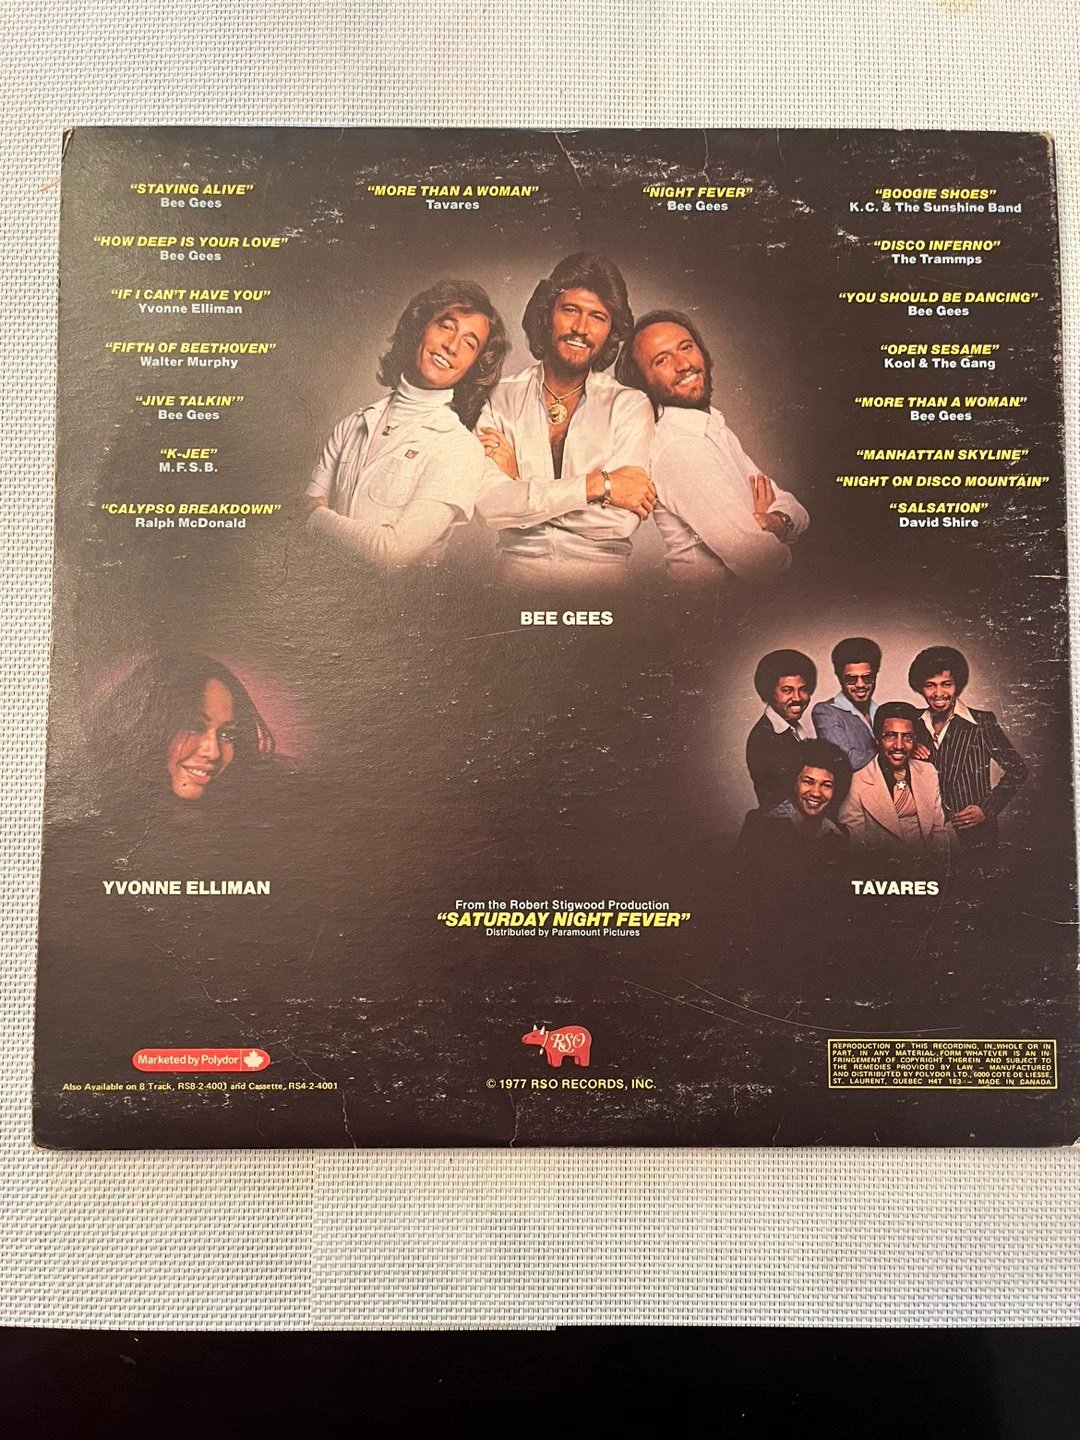 “STAYING ALIVE”
Bee Gees
“HOW DEEP IS YOUR LOVE”
Bee Gees
“IF I CAN'T HAVE YOU”
Yvonne Elliman
“FIFTH OF BEETHOVEN”
Walter Murphy
“JIVE TALKIN'”
Bee Gees
“K-JEE”
M.F.S.B.
“CALYPSO BREAKDOWN”
Ralph McDonald
“MORE THAN A WOMAN”
Tavares
“NIGHT FEVER”
Bee Gees
“BOOGIE SHOES”
K.C. & The Sunshine Band
“DISCO INFERNO”
The Trammps
“YOU SHOULD BE DANCING”
Bee Gees
“OPEN SESAME”
Kool & The Gang
“MORE THAN A WOMAN”
Bee Gees
“MANHATTAN SKYLINE”
“NIGHT ON DISCO MOUNTAIN”
“SALSATION”
David Shire
BEE GEES
YVONNE ELLIMAN
TAVARES
From the Robert Stigwood Production
“SATURDAY NIGHT FEVER”
Distributed by Paramount Pictures
Marketed by Polydor
Also Available on 8 Track, RS8-2-4001 and Cassette, RS4-2-4001
RSO
© 1977 RSO RECORDS, INC.
REPRODUCTION OF THIS RECORDING, IN WHOLE OR IN
PART, IN ANY MATERIAL FORM WHATEVER IS AN IN-
FRINGEMENT OF COPYRIGHT THEREIN AND SUBJECT TO
THE REMEDIES PROVIDED BY LAW – MANUFACTURED
AND DISTRIBUTED BY POLYDOR LTD., 6000 COTE DE LIESSE,
ST. LAURENT, QUEBEC H4T 1E3 – MADE IN CANADA